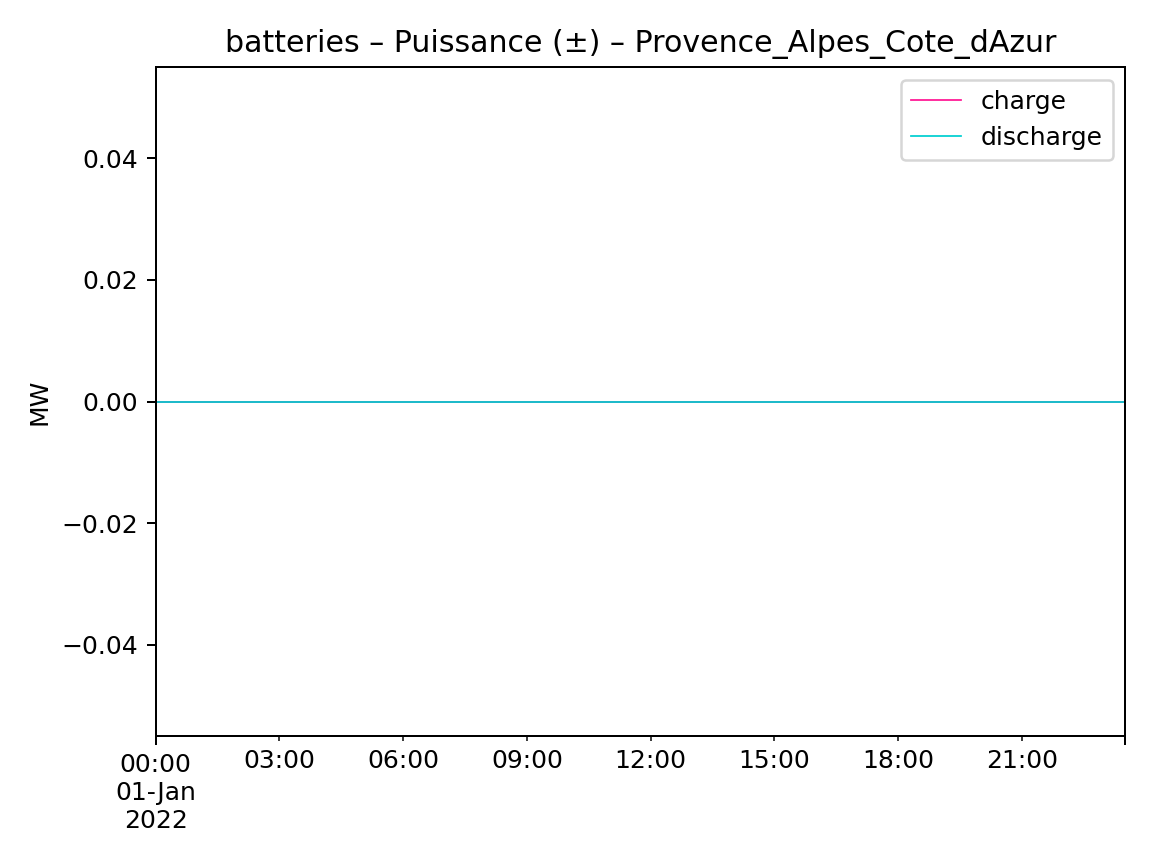 batteries – Puissance (±) – Provence_Alpes_Cote_dAzur
charge
discharge
0.04
0.02
0.00
−0.02
−0.04
MW
00:00 03:00 06:00 09:00 12:00 15:00 18:00 21:00
01-Jan
2022